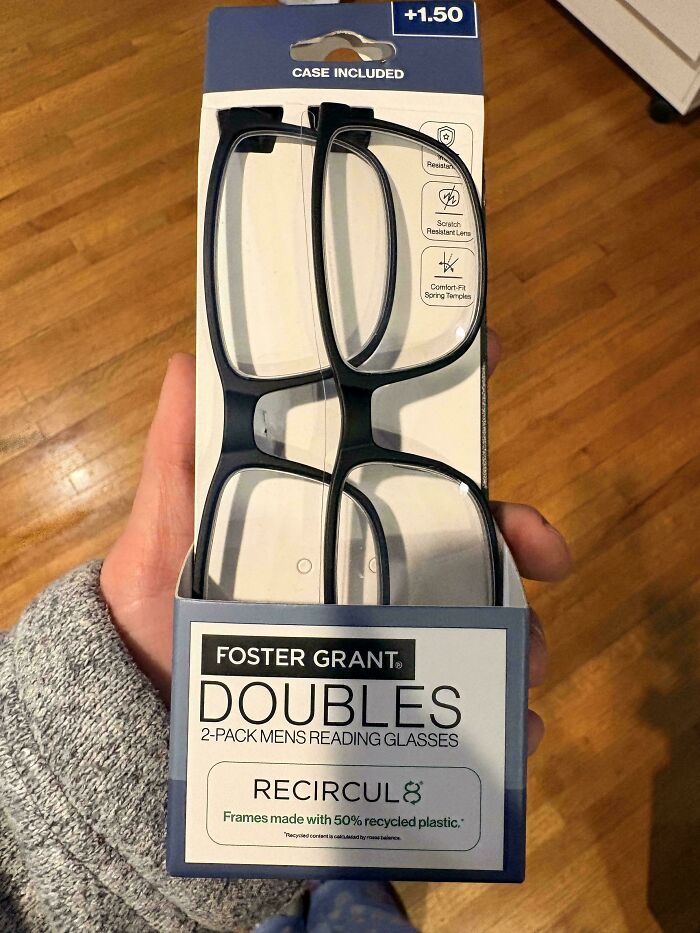 +1.50
CASE INCLUDED
Resistan
Scratch
Resistant Lens
Comfort-Fit
Spring Temples
FOSTER GRANT®
DOUBLES
2-PACK MENS READING GLASSES
RECIRCUL8®
Frames made with 50% recycled plastic.*
*Recycled content is calculated by mass balance.